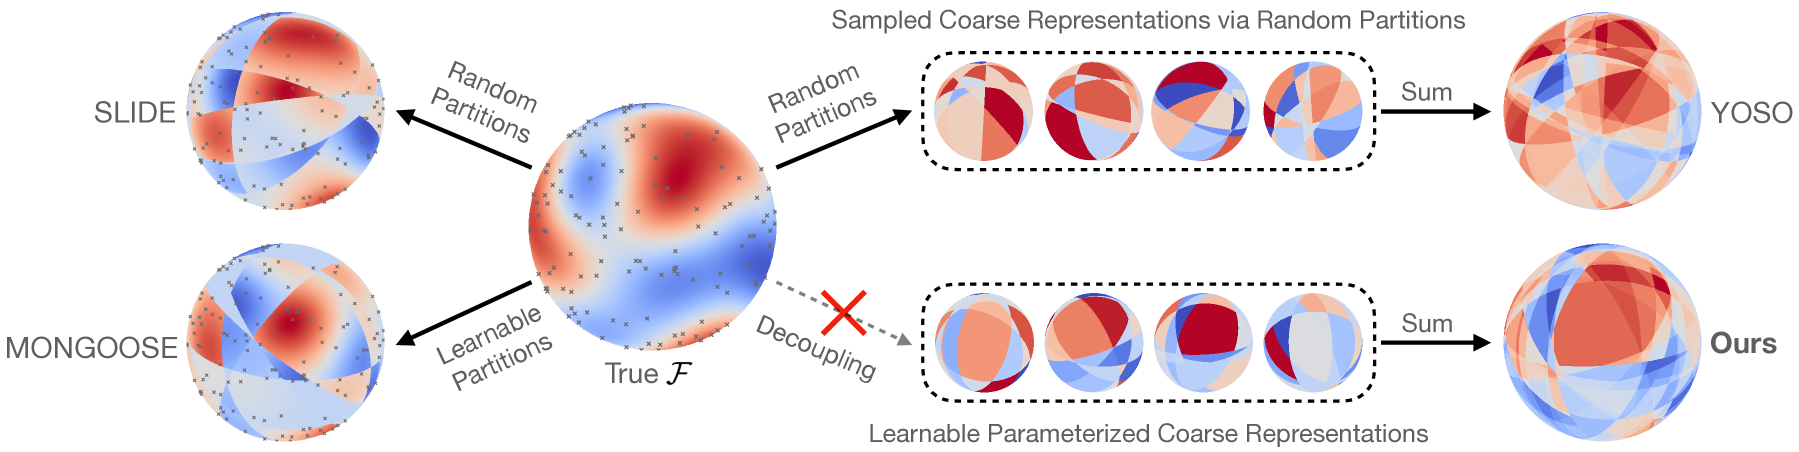 Sampled Coarse Representations via Random Partitions
SLIDE
Random
Partitions
Random
Partitions
Sum
YOSO
MONGOOSE
Learnable
Partitions
True 𝓕
Decoupling
Sum
Ours
Learnable Parameterized Coarse Representations